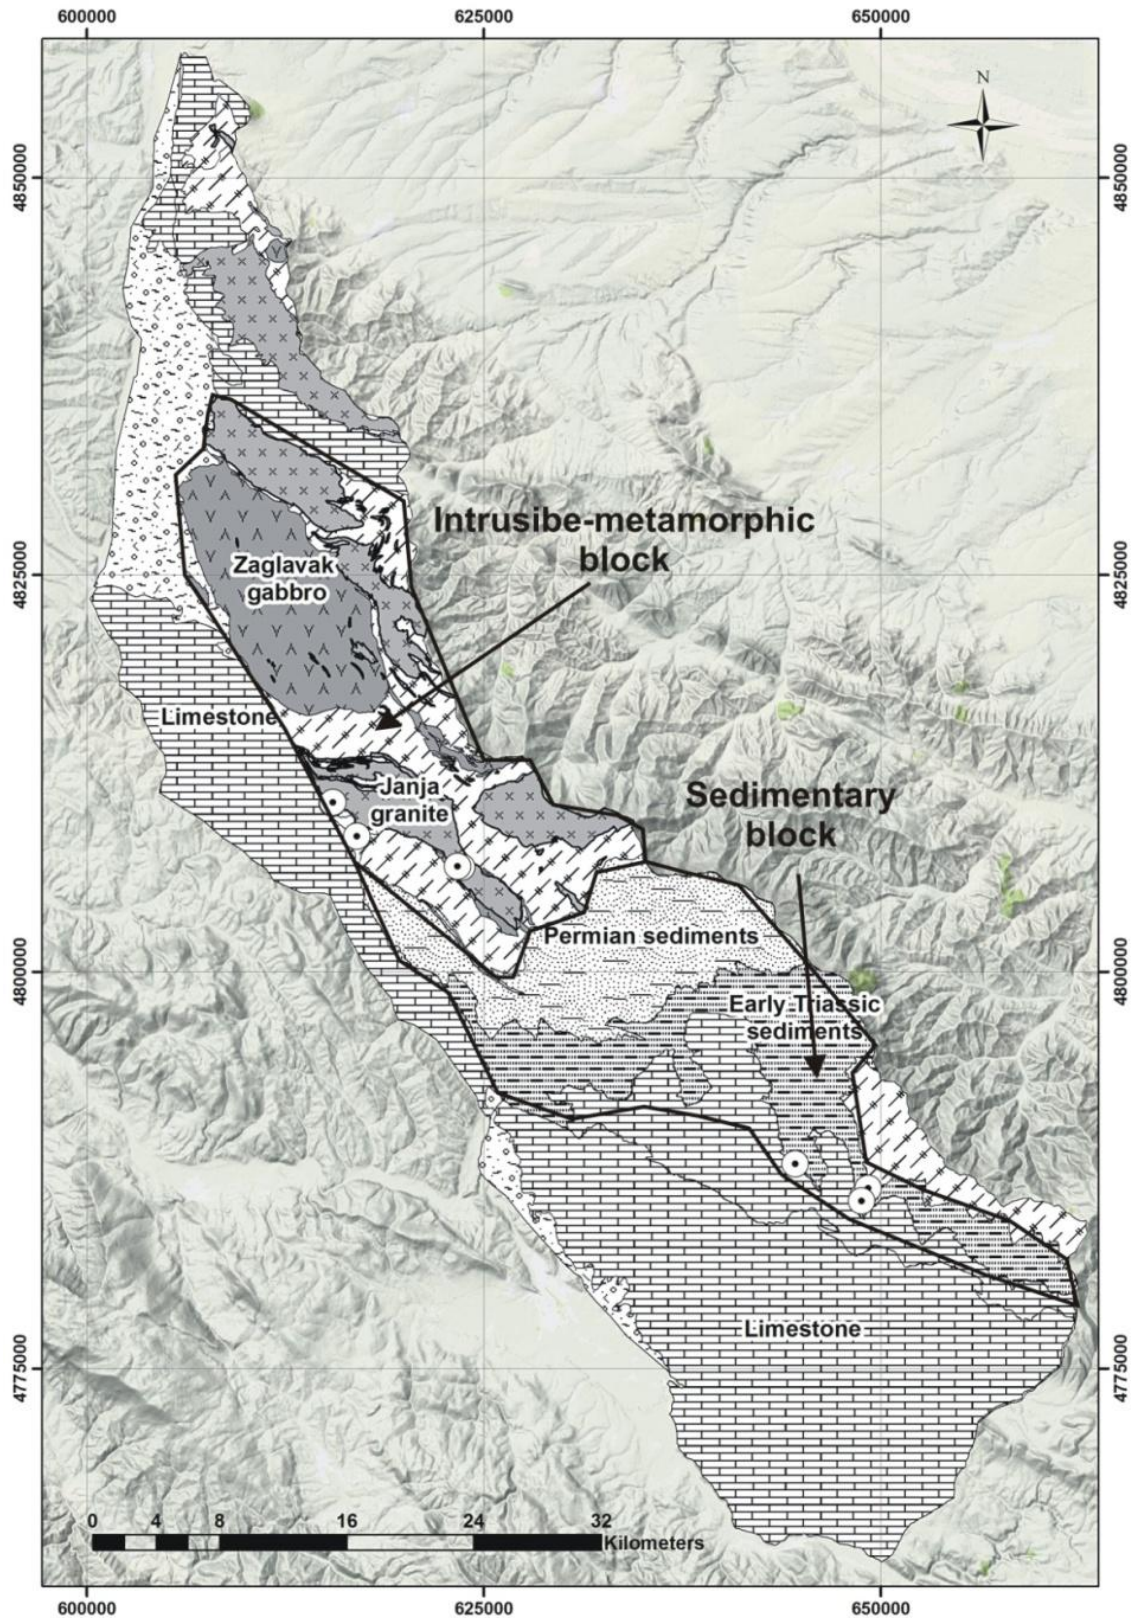 600000 625000 650000
N
4850000 4850000
Intrusibe-metamorphic
block
Zaglavak
gabbro
4825000 4825000
Limestone
Janja
granite
Sedimentary
block
Permian sediments
4800000 4800000
Early Triassic
sediments
Limestone
4775000 4775000
0 4 8 16 24 32
Kilometers
600000 625000 650000